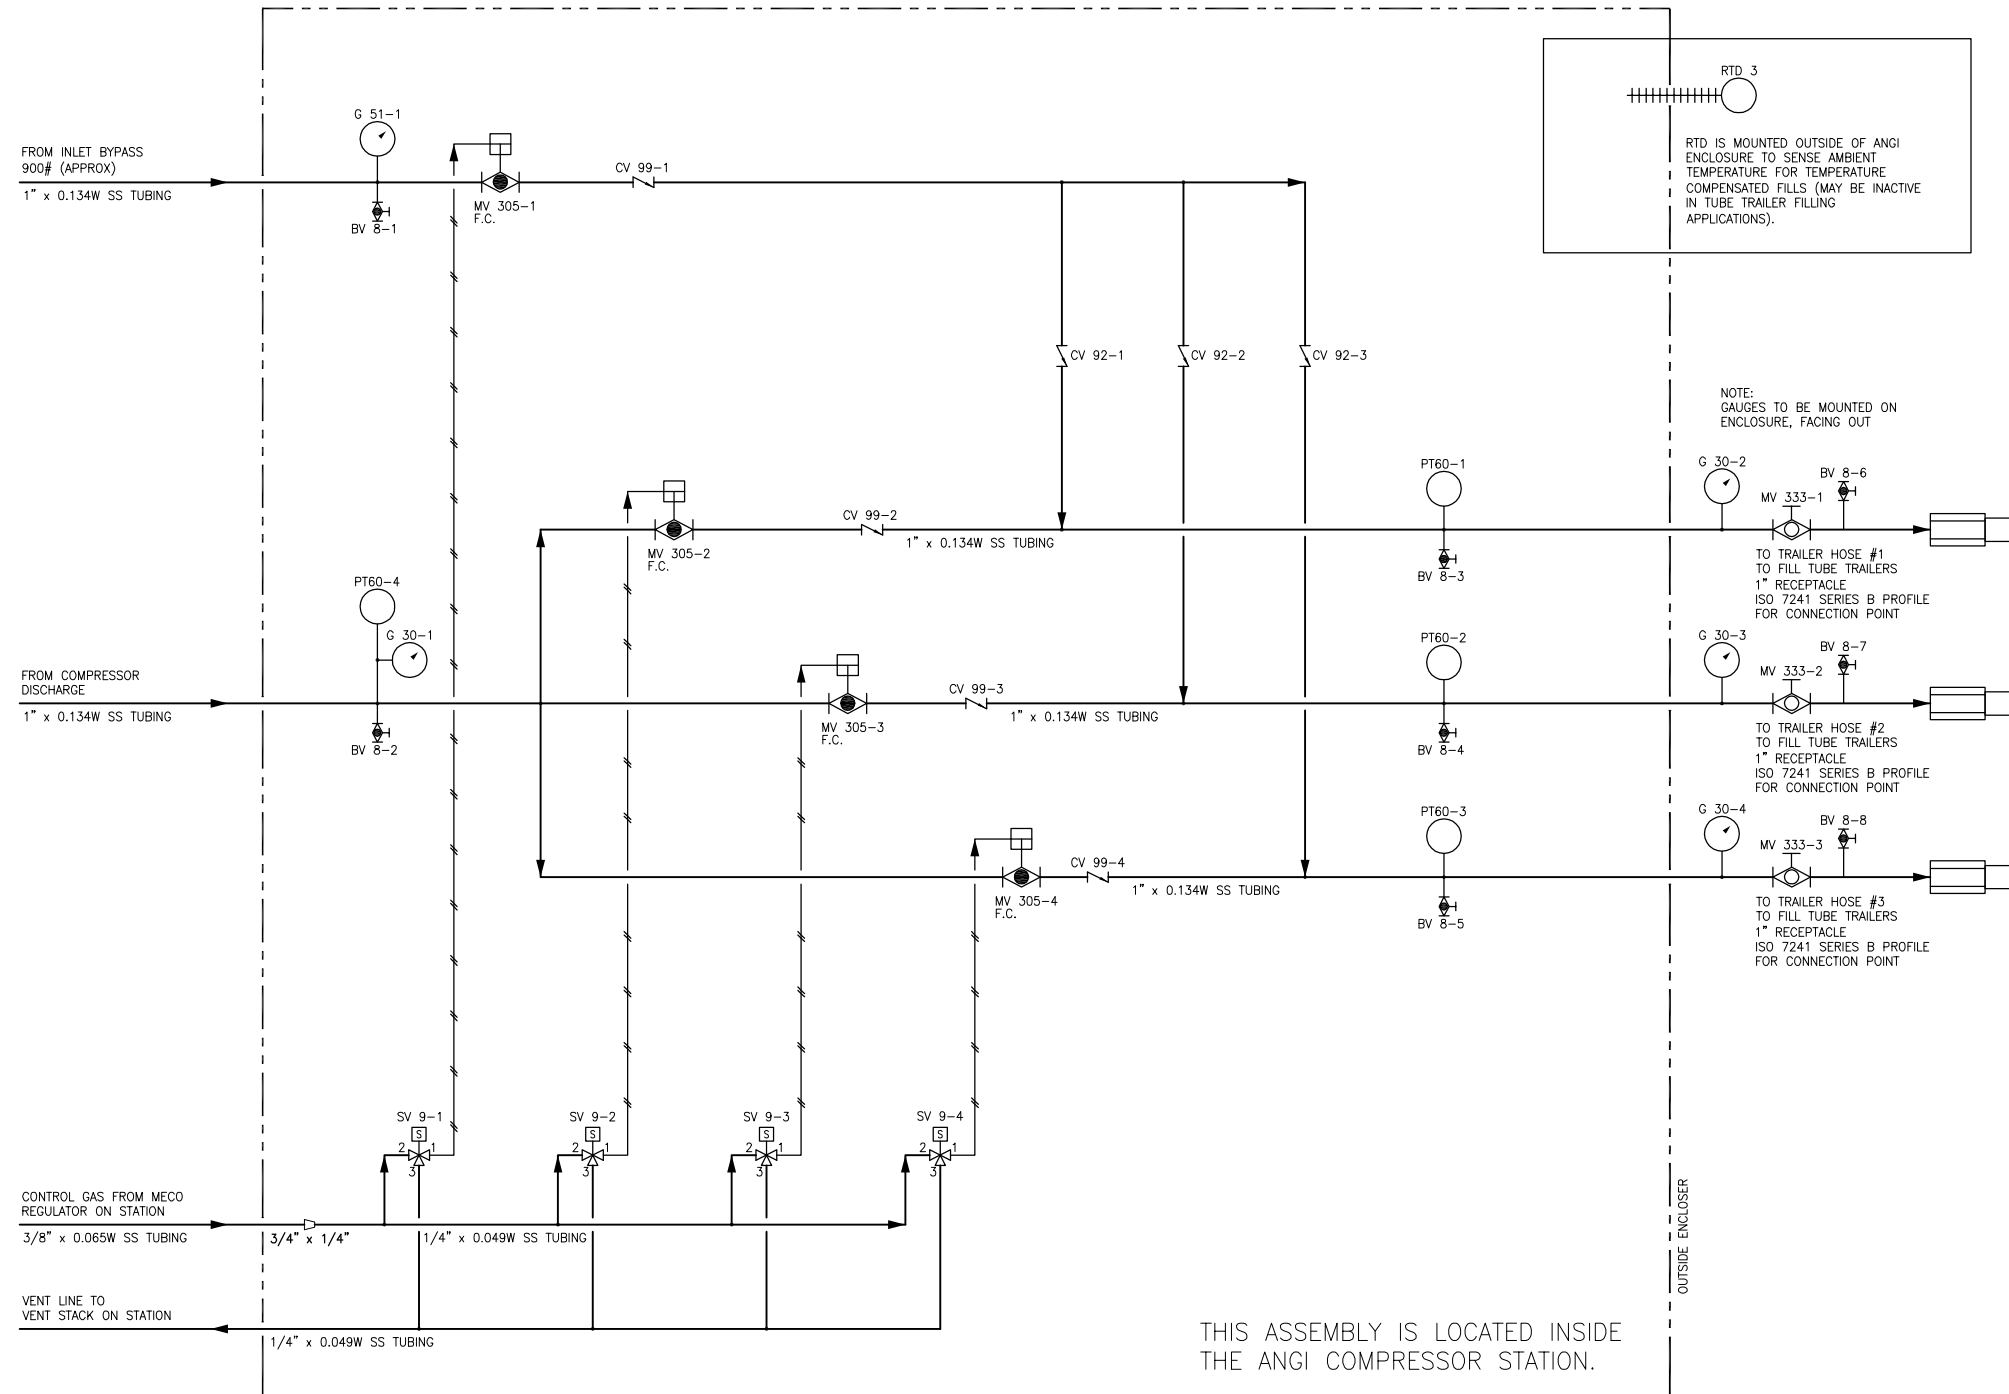 RTD 3
RTD IS MOUNTED OUTSIDE OF ANGI
ENCLOSURE TO SENSE AMBIENT
TEMPERATURE FOR TEMPERATURE
COMPENSATED FILLS (MAY BE INACTIVE
IN TUBE TRAILER FILLING
APPLICATIONS).
G 51-1
FROM INLET BYPASS
900# (APPROX)
1" x 0.134W SS TUBING
BV 8-1
MV 305-1
F.C.
CV 99-1
CV 92-1
CV 92-2
CV 92-3
NOTE:
GAUGES TO BE MOUNTED ON
ENCLOSURE, FACING OUT
MV 305-2
F.C.
CV 99-2
1" x 0.134W SS TUBING
PT60-1
BV 8-3
G 30-2
MV 333-1
BV 8-6
TO TRAILER HOSE #1
TO FILL TUBE TRAILERS
1" RECEPTACLE
ISO 7241 SERIES B PROFILE
FOR CONNECTION POINT
PT60-4
G 30-1
FROM COMPRESSOR
DISCHARGE
1" x 0.134W SS TUBING
BV 8-2
MV 305-3
F.C.
CV 99-3
1" x 0.134W SS TUBING
PT60-2
BV 8-4
G 30-3
MV 333-2
BV 8-7
TO TRAILER HOSE #2
TO FILL TUBE TRAILERS
1" RECEPTACLE
ISO 7241 SERIES B PROFILE
FOR CONNECTION POINT
MV 305-4
F.C.
CV 99-4
1" x 0.134W SS TUBING
PT60-3
BV 8-5
G 30-4
MV 333-3
BV 8-8
TO TRAILER HOSE #3
TO FILL TUBE TRAILERS
1" RECEPTACLE
ISO 7241 SERIES B PROFILE
FOR CONNECTION POINT
SV 9-1
S
2 1
3
SV 9-2
S
2 1
3
SV 9-3
S
2 1
3
SV 9-4
S
2 1
3
CONTROL GAS FROM MECO
REGULATOR ON STATION
3/8" x 0.065W SS TUBING
3/4" x 1/4"
1/4" x 0.049W SS TUBING
VENT LINE TO
VENT STACK ON STATION
1/4" x 0.049W SS TUBING
OUTSIDE ENCLOSER
THIS ASSEMBLY IS LOCATED INSIDE
THE ANGI COMPRESSOR STATION.